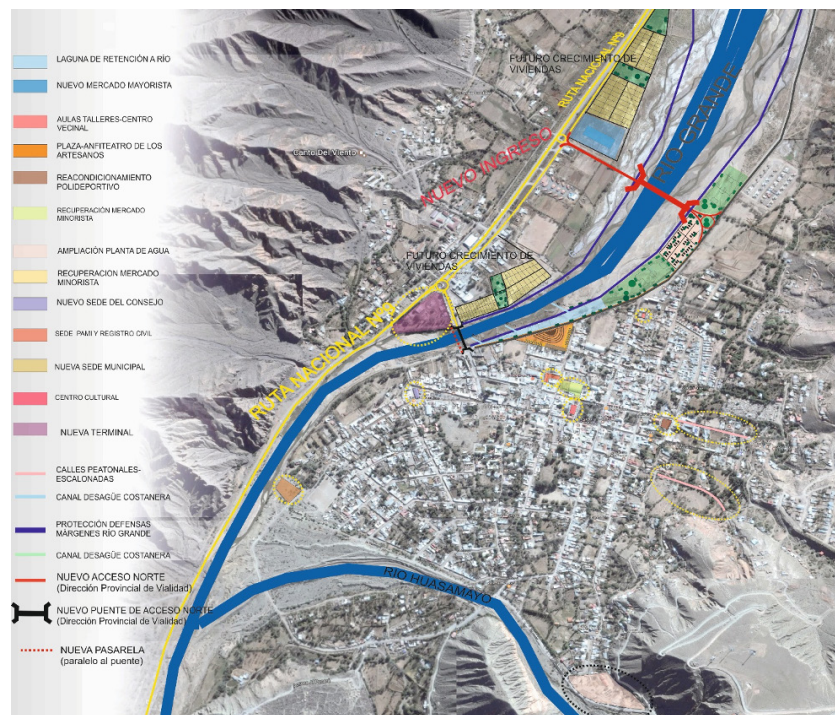 LAGUNA DE RETENCIÓN A RÍO
NUEVO MERCADO MAYORISTA
AULAS TALLERES-CENTRO
VECINAL
PLAZA-ANFITEATRO DE LOS
ARTESANOS
REACONDICIONAMIENTO
POLIDEPORTIVO
RECUPERACIÓN MERCADO
MINORISTA
AMPLIACIÓN PLANTA DE AGUA
RECUPERACION MERCADO
MINORISTA
NUEVO SEDE DEL CONSEJO
SEDE PAMI Y REGISTRO CIVIL
NUEVA SEDE MUNICIPAL
CENTRO CULTURAL
NUEVA TERMINAL
CALLES PEATONALES-
ESCALONADAS
CANAL DESAGÜE COSTANERA
PROTECCIÓN DEFENSAS
MÁRGENES RÍO GRANDE
CANAL DESAGÜE COSTANERA
NUEVO ACCESO NORTE
(Dirección Provincial de Vialidad)
NUEVO PUENTE DE ACCESO NORTE
(Dirección Provincial de Vialidad)
NUEVA PASARELA
(paralelo al puente)
FUTURO CRECIMIENTO DE
VIVIENDAS
RUTA NACIONAL Nº9
RÍO GRANDE
Canto Del Viento
NUEVO INGRESO
FUTURO CRECIMIENTO DE
VIVIENDAS
RUTA NACIONAL Nº9
RÍO HUASAMAYO